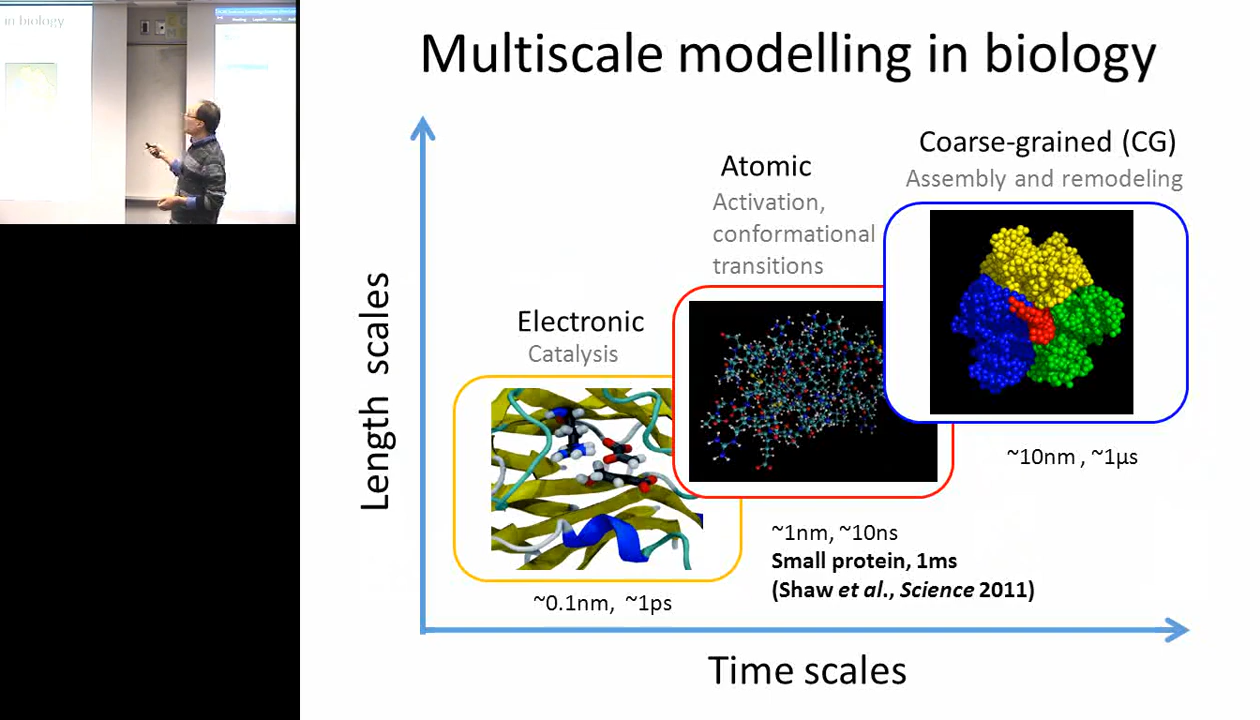 in biology
Multiscale modelling in biology
Coarse-grained (CG)
Assembly and remodeling
Atomic
Activation,
conformational
transitions
Electronic
Catalysis
Length scales
~10nm , ~1μs
~1nm, ~10ns
Small protein, 1ms
(Shaw et al., Science 2011)
~0.1nm, ~1ps
Time scales